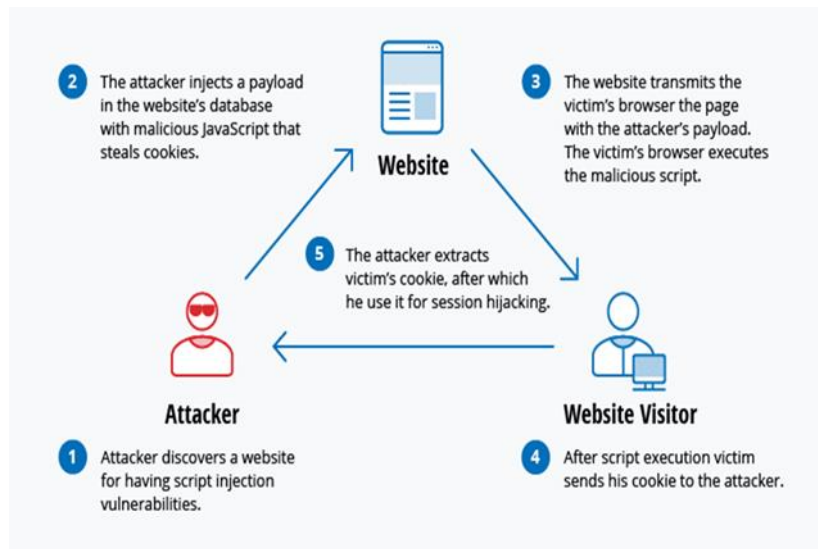 2
The attacker injects a payload
in the website's database
with malicious JavaScript that
steals cookies.
Website
3
The website transmits the
victim's browser the page
with the attacker's payload.
The victim's browser executes
the malicious script.
5
The attacker extracts
victim's cookie, after which
he use it for session hijacking.
Attacker
1
Attacker discovers a website
for having script injection
vulnerabilities.
Website Visitor
4
After script execution victim
sends his cookie to the attacker.